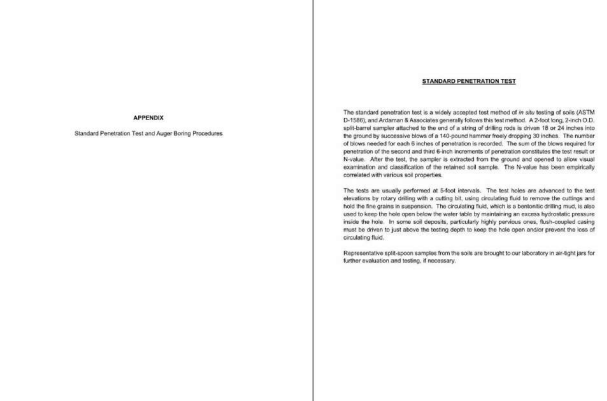 APPENDIX
Standard Penetration Test and Auger Boring Procedures
STANDARD PENETRATION TEST
The standard penetration test is a widely accepted test method of in situ testing of soils (ASTM
D-1586), and Ardaman & Associates generally follows this test method. A 2-foot long, 2-inch O.D.
split-barrel sampler attached to the end of a string of drilling rods is driven 18 or 24 inches into
the ground by successive blows of a 140-pound hammer freely dropping 30 inches. The number
of blows needed for each 6 inches of penetration is recorded. The sum of the blows required for
penetration of the second and third 6-inch increments of penetration constitutes the test result or
N-value. After the test, the sampler is extracted from the ground and opened to allow visual
examination and classification of the retained soil sample. The N-value has been empirically
correlated with various soil properties.
The tests are usually performed at 5-foot intervals. The test holes are advanced to the test
elevations by rotary drilling with a cutting bit, using circulating fluid to remove the cuttings and
hold the fine grains in suspension. The circulating fluid, which is a bentonitic drilling mud, is also
used to keep the hole open below the water table by maintaining an excess hydrostatic pressure
inside the hole. In some soil deposits, particularly highly pervious ones, flush-coupled casing
must be driven to just above the testing depth to keep the hole open and/or prevent the loss of
circulating fluid.
Representative split-spoon samples from the soils are brought to our laboratory in air-tight jars for
further evaluation and testing, if necessary.